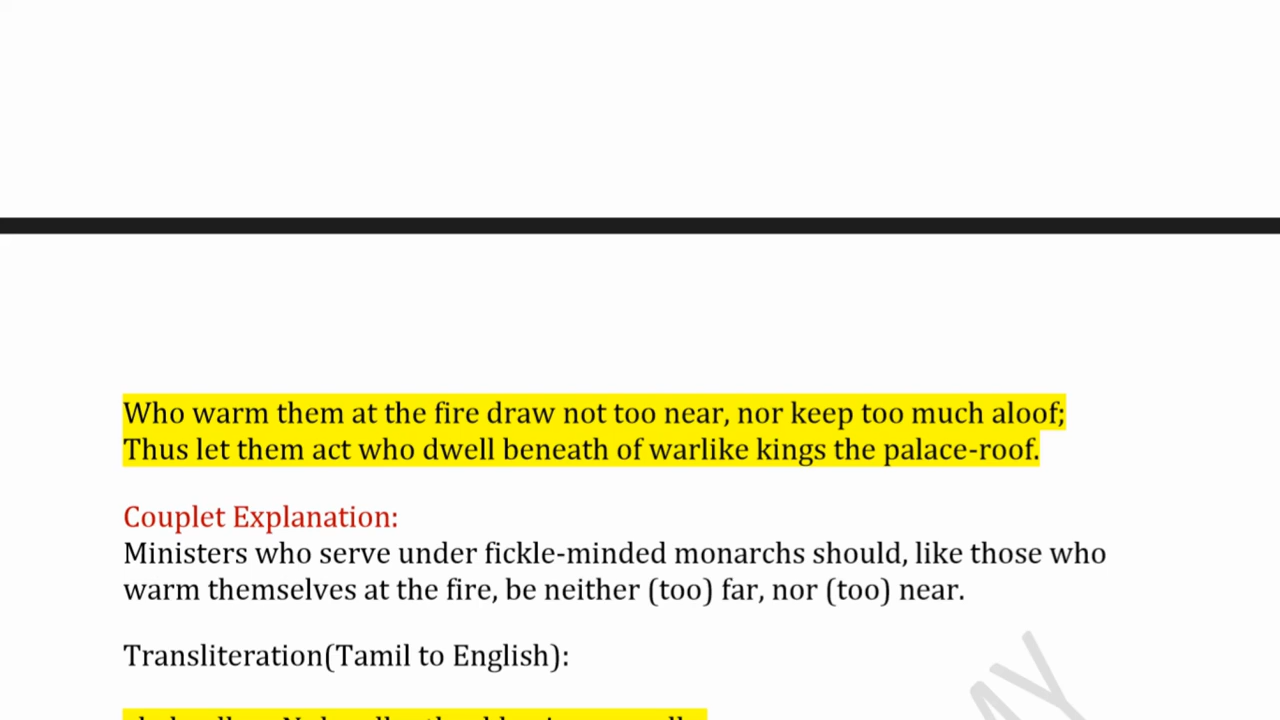 Who warm them at the fire draw not too near, nor keep too much aloof;
Thus let them act who dwell beneath of warlike kings the palace-roof.
Couplet Explanation:
Ministers who serve under fickle-minded monarchs should, like those who
warm themselves at the fire, be neither (too) far, nor (too) near.
Transliteration(Tamil to English):
MY